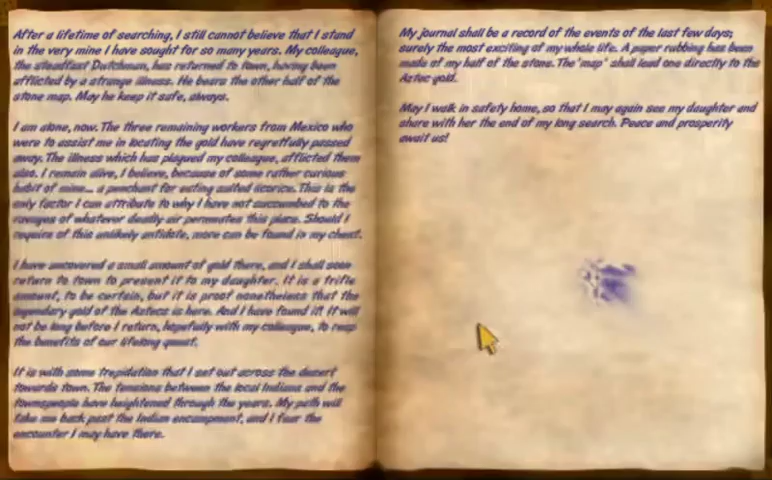 After a lifetime of searching, I still cannot believe that I stand
in the very mine I have sought for so many years. My colleague,
the steadfast Dutchman, has returned to town, having been
afflicted by a strange illness. He bears the other half of the
stone map. May he keep it safe, always.
I am alone, now. The three remaining workers from Mexico who
were to assist me in locating the gold have regretfully passed
away. The illness which has plagued my colleague, afflicted them
also. I remain alive, I believe, because of some rather curious
habit of mine... a penchant for eating salted licorice. This is the
only factor I can attribute to why I have not succumbed to the
ravages of whatever deadly air permeates this place. Should I
require of this unlikely antidote, more can be found in my chest.
I have uncovered a small amount of gold there, and I shall soon
return to town to present it to my daughter. It is a trifle
amount, to be certain, but it is proof nonetheless that the
legendary gold of the Aztecs is here. And I have found it! It will
not be long before I return, hopefully with my colleague, to reap
the benefits of our lifelong quest.
It is with some trepidation that I set out across the desert
towards town. The tensions between the local Indians and the
townspeople have heightened through the years. My path will
take me back past the Indian encampment, and I fear the
encounter I may have there.
My journal shall be a record of the events of the last few days;
surely the most exciting of my whole life. A paper rubbing has been
made of my half of the stone. The 'map' shall lead one directly to the
Aztec gold.
May I walk in safety home, so that I may again see my daughter and
share with her the end of my long search. Peace and prosperity
await us!